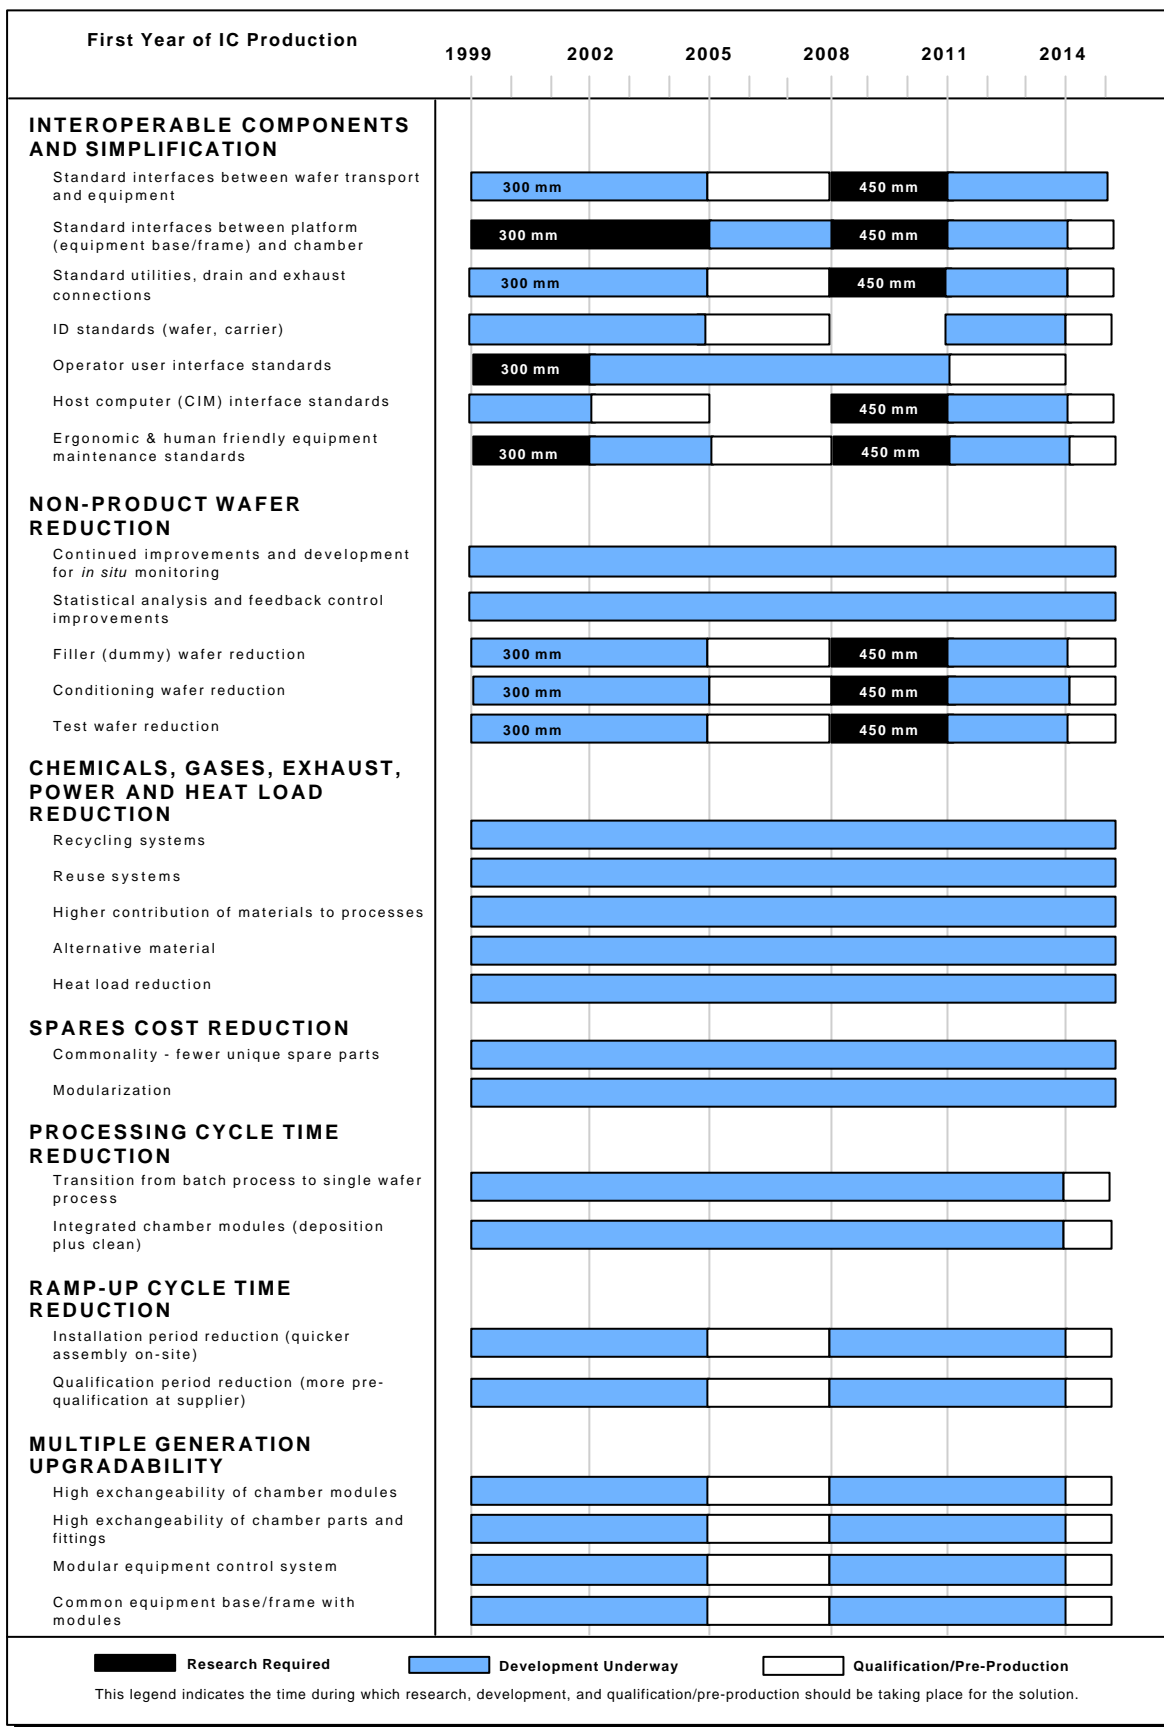 First Year of IC Production
1999 2002 2005 2008 2011 2014
INTEROPERABLE COMPONENTS
AND SIMPLIFICATION
Standard interfaces between wafer transport
and equipment
300 mm 450 mm
Standard interfaces between platform
(equipment base/frame) and chamber
300 mm 450 mm
Standard utilities, drain and exhaust
connections
300 mm 450 mm
ID standards (wafer, carrier)
Operator user interface standards
300 mm
Host computer (CIM) interface standards
450 mm
Ergonomic & human friendly equipment
maintenance standards
300 mm 450 mm
NON-PRODUCT WAFER
REDUCTION
Continued improvements and development
for in situ monitoring
Statistical analysis and feedback control
improvements
Filler (dummy) wafer reduction
300 mm 450 mm
Conditioning wafer reduction
300 mm 450 mm
Test wafer reduction
300 mm 450 mm
CHEMICALS, GASES, EXHAUST,
POWER AND HEAT LOAD
REDUCTION
Recycling systems
Reuse systems
Higher contribution of materials to processes
Alternative material
Heat load reduction
SPARES COST REDUCTION
Commonality - fewer unique spare parts
Modularization
PROCESSING CYCLE TIME
REDUCTION
Transition from batch process to single wafer
process
Integrated chamber modules (deposition
plus clean)
RAMP-UP CYCLE TIME
REDUCTION
Installation period reduction (quicker
assembly on-site)
Qualification period reduction (more pre-
qualification at supplier)
MULTIPLE GENERATION
UPGRADABILITY
High exchangeability of chamber modules
High exchangeability of chamber parts and
fittings
Modular equipment control system
Common equipment base/frame with
modules
Research Required Development Underway Qualification/Pre-Production
This legend indicates the time during which research, development, and qualification/pre-production should be taking place for the solution.